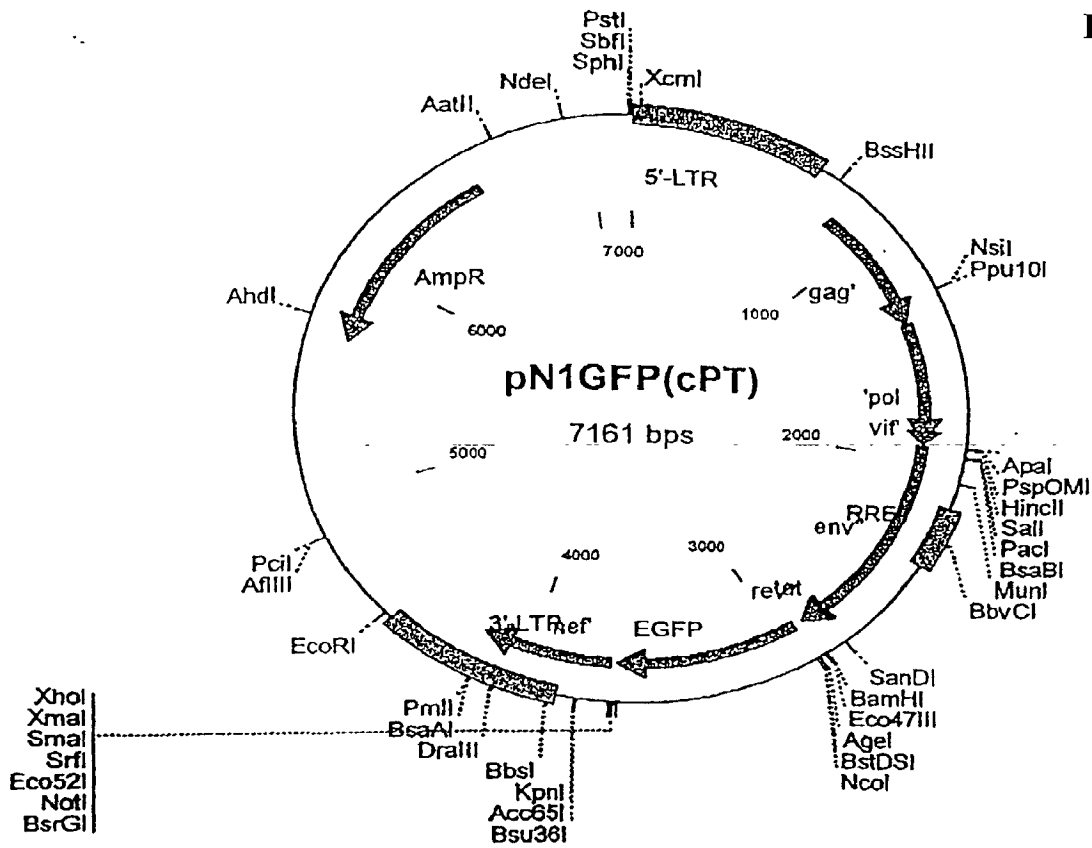 PstI
SbfI
SphI
XcmI
NdeI
AatII
BssHII
5'-LTR
7000
NsiI
Ppu10I
AmpR
gag'
AhdI
1000
6000
pN1GFP(cPT)
7161 bps
'pol
vif'
2000
5000
ApaI
PspOMI
HincII
SalI
PacI
BsaBI
MunI
BbvCI
RRE
env'
PciI
AflIII
4000
3000
rev'
tat
EcoRI
3'-LTR
nef'
EGFP
SanDI
BamHI
Eco47III
AgeI
BstDSI
NcoI
XhoI
XmaI
SmaI
SrfI
Eco52I
NotI
BsrGI
PmlI
BsaAI
DraIII
BbsI
KpnI
Acc65I
Bsu36I